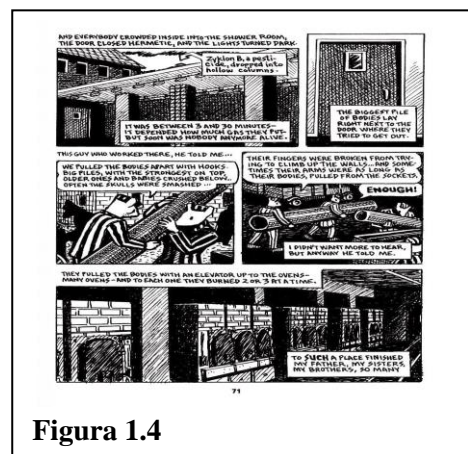 AND EVERYBODY CROWDED INSIDE INTO THE SHOWER ROOM,
THE DOOR CLOSED HERMETIC, AND THE LIGHTS TURNED DARK.
Zyklon B, a pesti-
cide, dropped into
hollow columns.
IT WAS BETWEEN 3 AND 30 MINUTES—
IT DEPENDED HOW MUCH GAS THEY PUT—
BUT SOON WAS NOBODY ANYMORE ALIVE.
THE BIGGEST PILE
OF BODIES LAY
RIGHT NEXT TO THE
DOOR WHERE THEY
TRIED TO GET OUT.
THIS GUY WHO WORKED THERE, HE TOLD ME...
WE PULLED THE BODIES APART WITH HOOKS.
BIG PILES, WITH THE STRONGEST ON TOP,
OLDER ONES AND BABIES CRUSHED BELOW...
OFTEN THE SKULLS WERE SMASHED...
THEIR FINGERS WERE BROKEN FROM TRY-
ING TO CLIMB UP THE WALLS... AND SOME-
TIMES THEIR ARMS WERE AS LONG AS
THEIR BODIES, PULLED FROM THE SOCKETS.
ENOUGH!
I DIDN'T WANT MORE TO HEAR,
BUT ANYWAY HE TOLD ME.
THEY PULLED THE BODIES WITH AN ELEVATOR UP TO THE OVENS—
MANY OVENS—AND TO EACH ONE THEY BURNED 2 OR 3 AT A TIME.
TO SUCH A PLACE FINISHED
MY FATHER, MY SISTERS,
MY BROTHERS, SO MANY
71
Figura 1.4